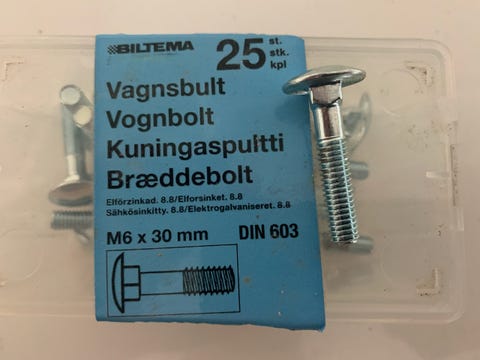 BILTEMA
25 st.
stk.
kpl
Vagnsbult
Vognbolt
Kuningaspultti
Bræddebolt
Elförzinkad. 8.8/Elforsinket. 8.8
Sähkösinkitty. 8.8/Elektrogalvaniseret. 8.8
M6 x 30 mm DIN 603